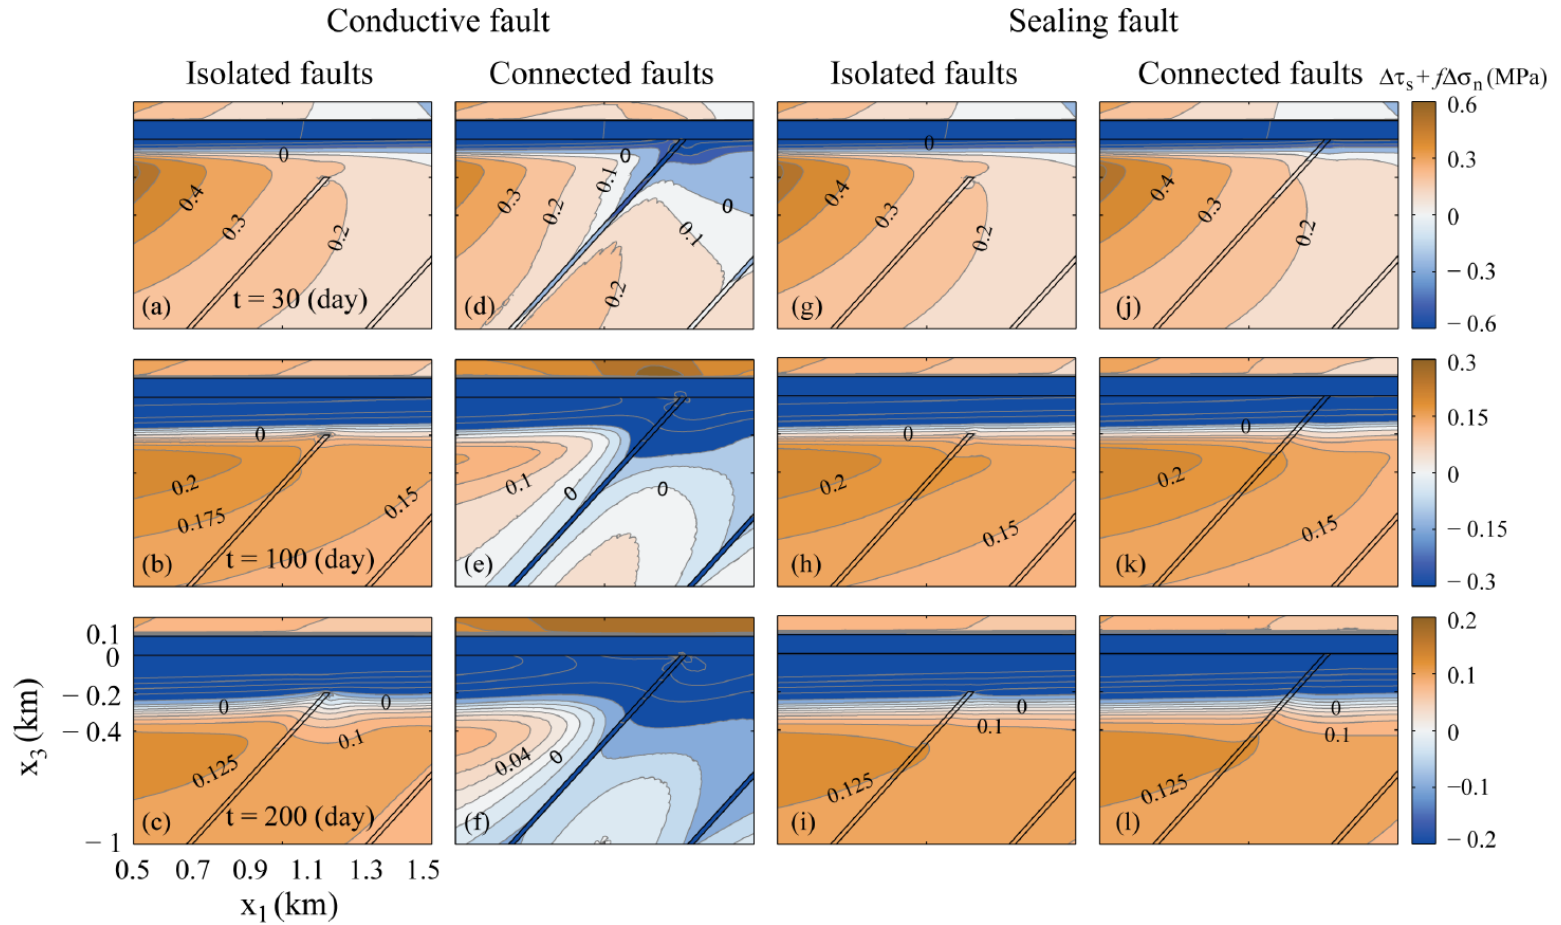 Conductive fault Sealing fault
Isolated faults Connected faults Isolated faults Connected faults Δτs + fΔσn (MPa)
0 0.4 0.3 0.2 (a) t = 30 (day)
0 0.1 0.3 0.2 0 0.1 0.2 (d)
0 0.4 0.3 0.2 (g)
0.4 0.3 0.2 (j)
0.6
0.3
0
− 0.3
− 0.6
0 0.2 0.175 0.15 (b) t = 100 (day)
0.1 0 0 (e)
0 0.2 0.15 (h)
0 0.2 0.15 (k)
0.3
0.15
0
−0.15
− 0.3
0.1
0
− 0.2
− 0.4
− 1
x3 (km)
0 0 0.1 0.125 (c) t = 200 (day)
0.04 0 (f)
0 0.1 0.125 (i)
0 0.1 0.125 (l)
0.2
0.1
0
−0.1
− 0.2
0.5 0.7 0.9 1.1 1.3 1.5
x1 (km)